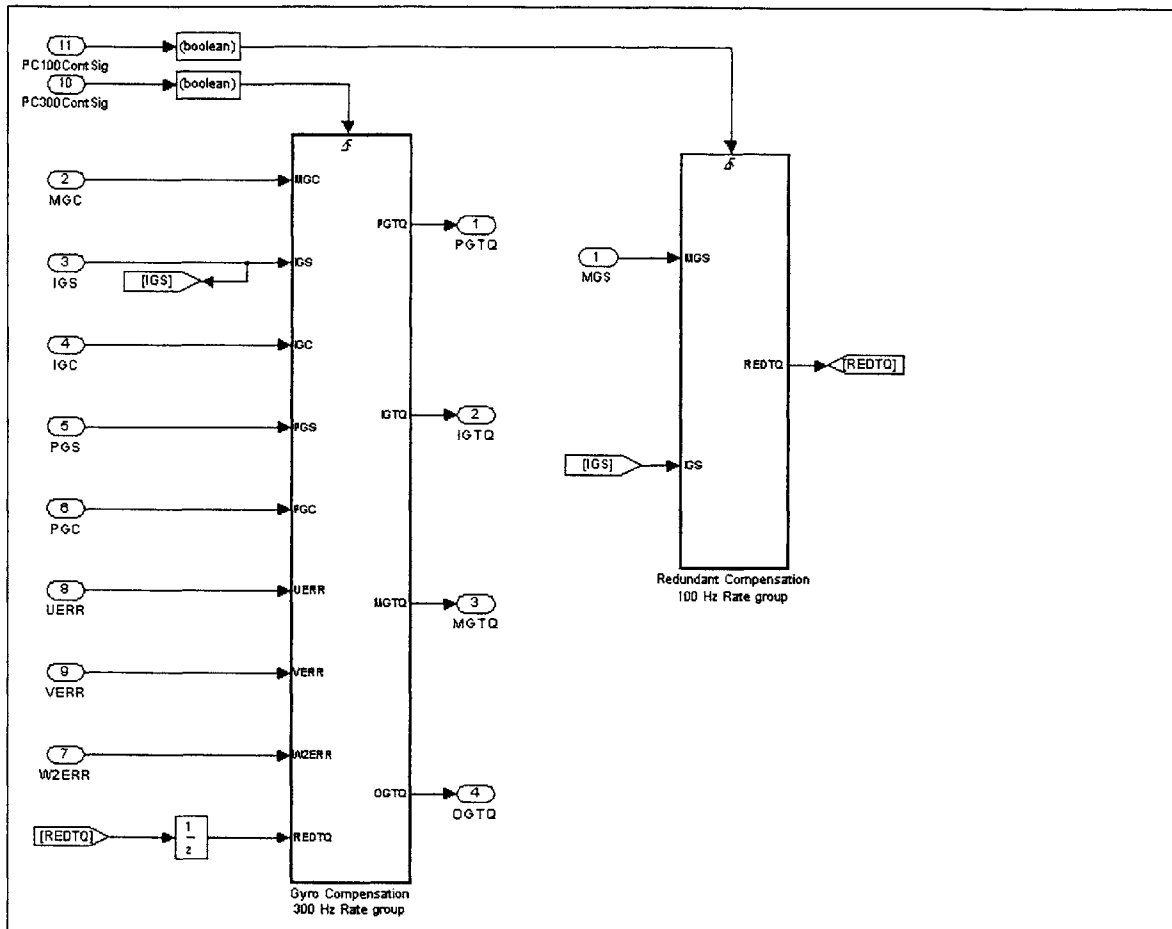 11
PC100ContSig
(boolean)
10
PC300ContSig
(boolean)
2
MGC
3
IGS
[IGS]
4
IGC
5
PGS
6
PGC
8
UERR
9
VERR
7
W2ERR
[REDTQ]
1
z
MGC
IGS
IGC
PGS
PGC
UERR
VERR
W2ERR
REDTQ
PGTQ
IGTQ
MGTQ
OGTQ
Gyro Compensation
300 Hz Rate group
1
PGTQ
2
IGTQ
3
MGTQ
4
OGTQ
1
MGS
[IGS]
MGS
IGS
REDTQ
[REDTQ]
Redundant Compensation
100 Hz Rate group